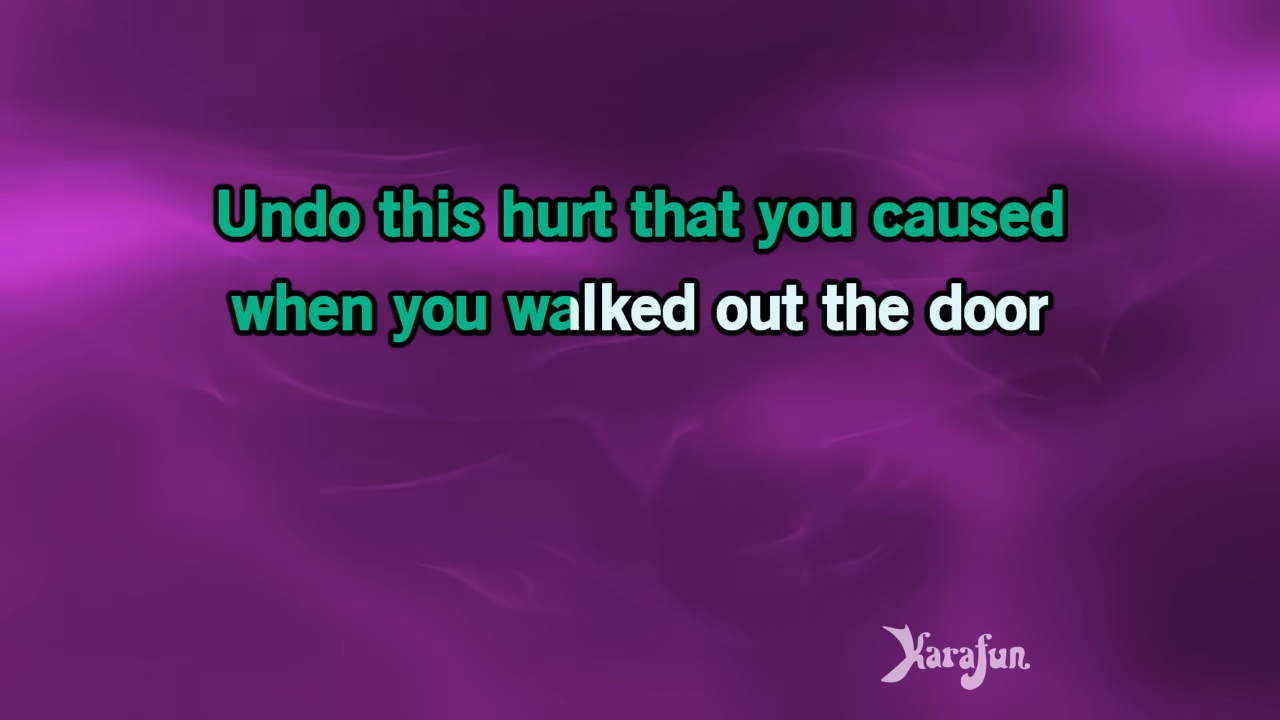 Undo this hurt that you caused
when you walked out the door
Karafun